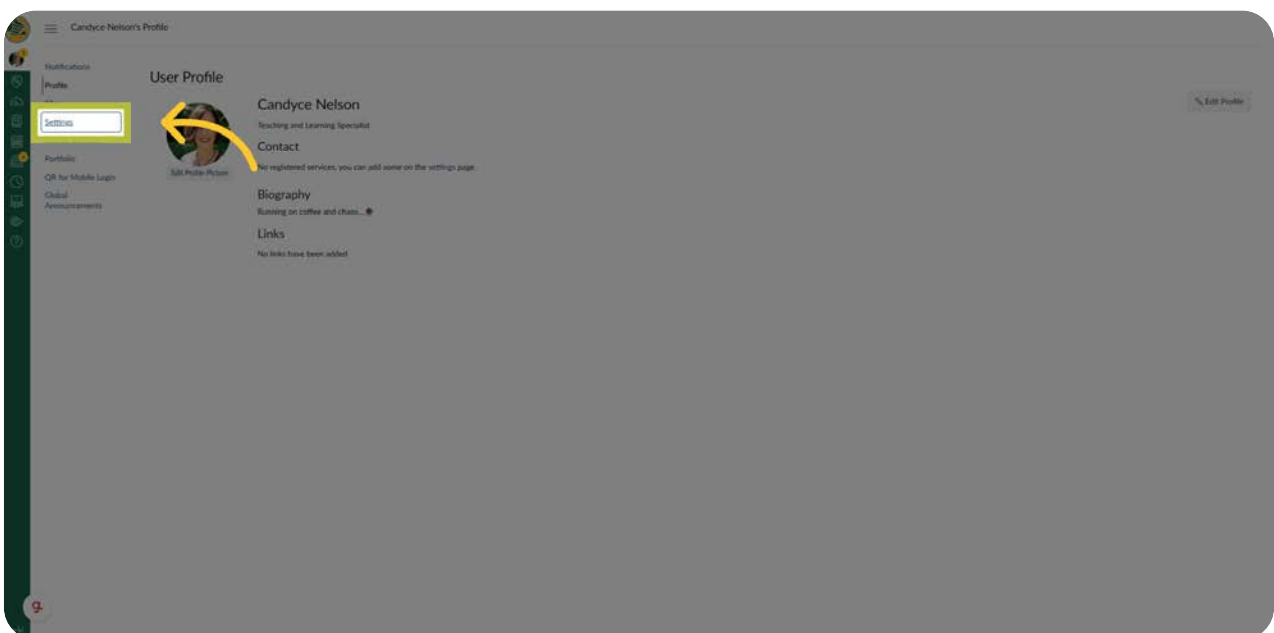 Candyce Nelson's Profile
Notifications
Profile
Settings
Portfolio
QR for Mobile Login
Global
Announcements
User Profile
Edit Profile Picture
Candyce Nelson
Teaching and Learning Specialist
Contact
No registered services, you can add some on the settings page.
Biography
Running on coffee and chaos...
Links
No links have been added
Edit Profile
g.